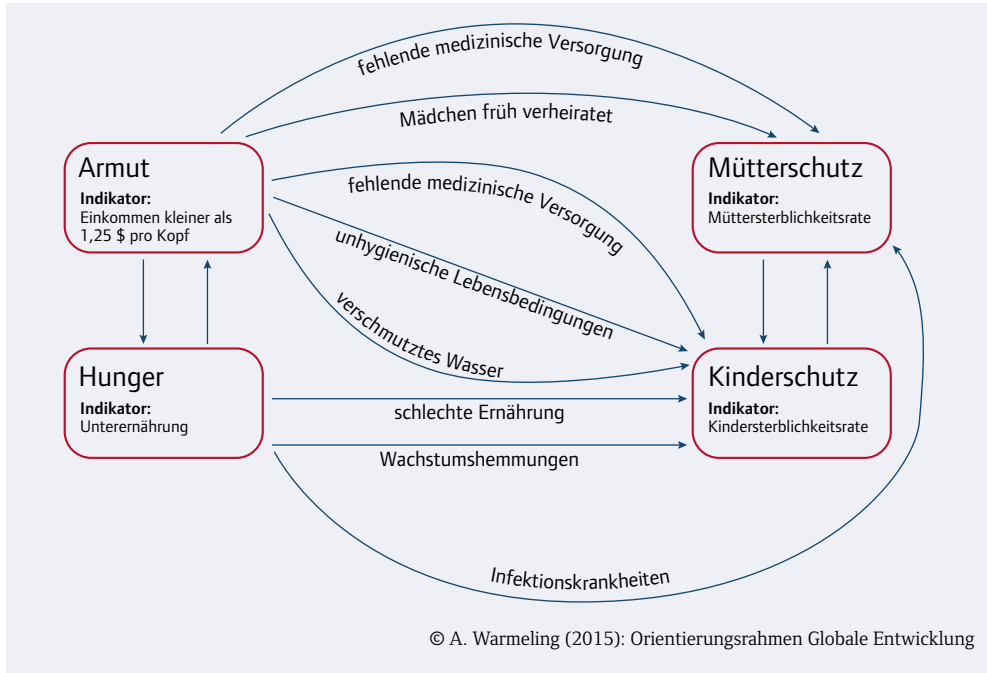 fehlende medizinische Versorgung
Mädchen früh verheiratet
Armut
Indikator:
Einkommen kleiner als
1,25 $ pro Kopf
Mütterschutz
Indikator:
Müttersterblichkeitsrate
fehlende medizinische Versorgung
unhygienische Lebensbedingungen
verschmutztes Wasser
Hunger
Indikator:
Unterernährung
Kinderschutz
Indikator:
Kindersterblichkeitsrate
schlechte Ernährung
Wachstumshemmungen
Infektionskrankheiten
© A. Warmeling (2015): Orientierungsrahmen Globale Entwicklung